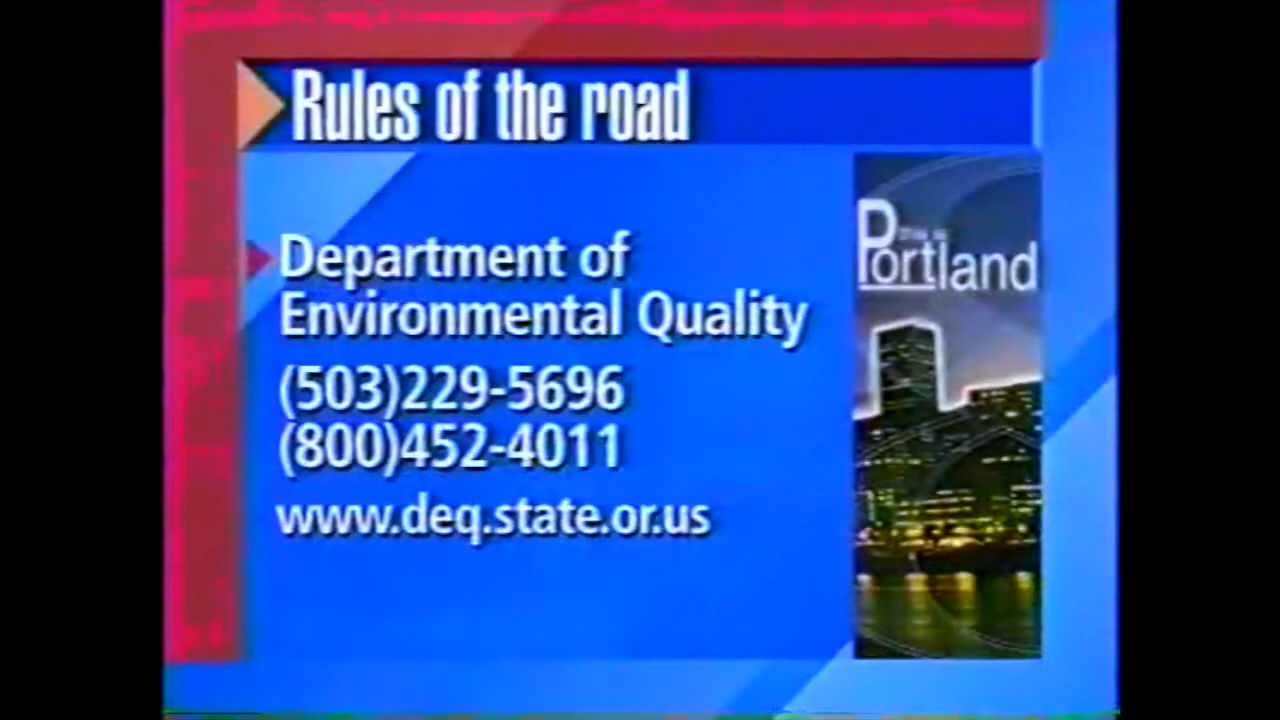 Rules of the road
Department of
Environmental Quality
(503)229-5696
(800)452-4011
www.deq.state.or.us
Portland